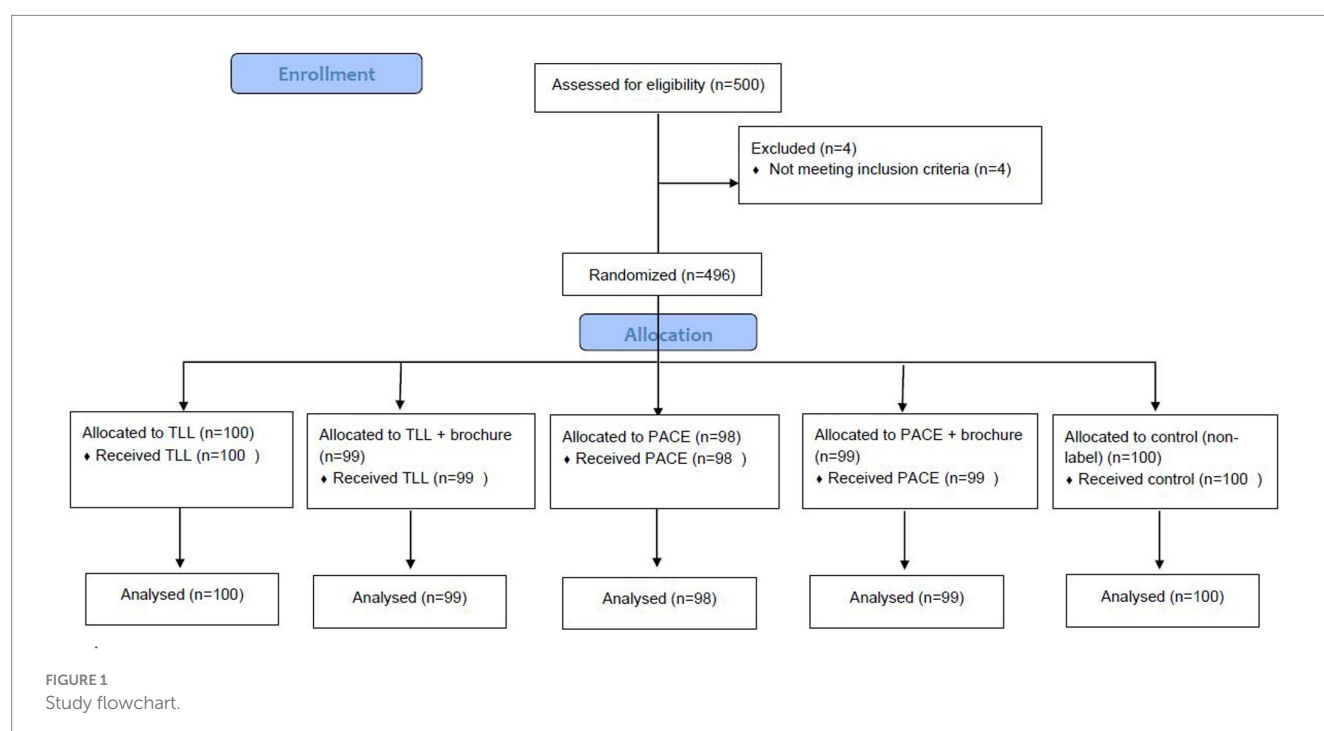 Enrollment
Assessed for eligibility (n=500)
Excluded (n=4)
♦ Not meeting inclusion criteria (n=4)
Randomized (n=496)
Allocation
Allocated to TLL (n=100)
♦ Received TLL (n=100 )
Allocated to TLL + brochure
(n=99)
♦ Received TLL (n=99 )
Allocated to PACE (n=98)
♦ Received PACE (n=98 )
Allocated to PACE + brochure
(n=99)
♦ Received PACE (n=99 )
Allocated to control (non-
label) (n=100)
♦ Received control (n=100 )
Analysed (n=100)
Analysed (n=99)
Analysed (n=98)
Analysed (n=99)
Analysed (n=100)
FIGURE 1
Study flowchart.